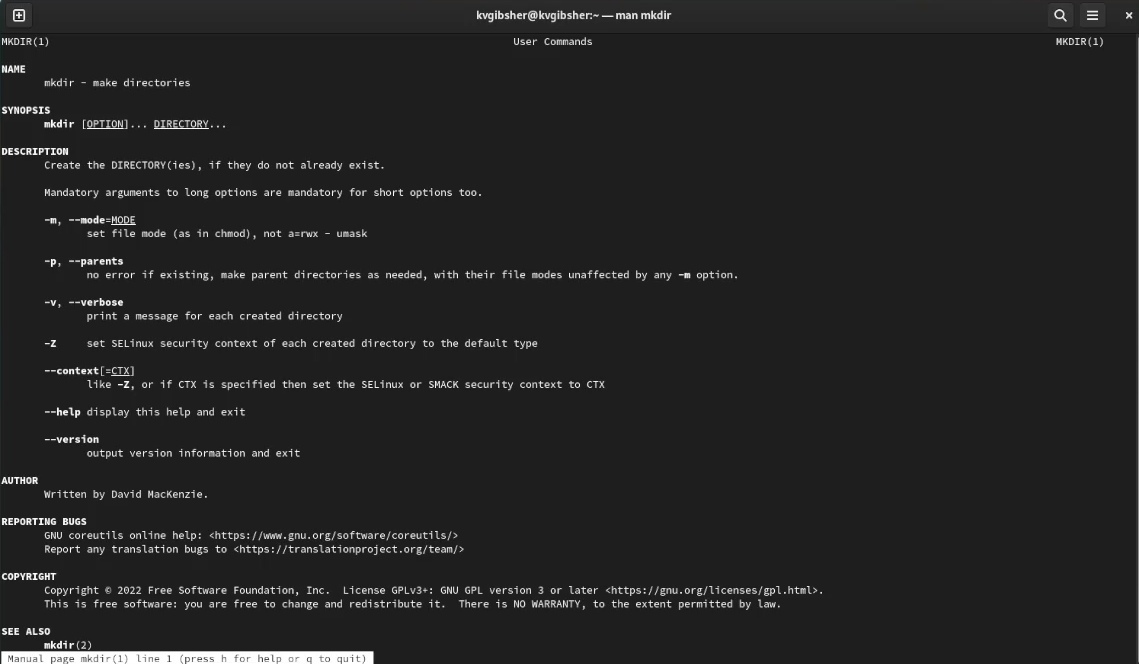 kvgibsher@kvgibsher:~ — man mkdir
MKDIR(1) User Commands MKDIR(1)
NAME
mkdir - make directories
SYNOPSIS
mkdir [OPTION]... DIRECTORY...
DESCRIPTION
Create the DIRECTORY(ies), if they do not already exist.
Mandatory arguments to long options are mandatory for short options too.
-m, --mode=MODE
set file mode (as in chmod), not a=rwx - umask
-p, --parents
no error if existing, make parent directories as needed, with their file modes unaffected by any -m option.
-v, --verbose
print a message for each created directory
-Z set SELinux security context of each created directory to the default type
--context[=CTX]
like -Z, or if CTX is specified then set the SELinux or SMACK security context to CTX
--help display this help and exit
--version
output version information and exit
AUTHOR
Written by David MacKenzie.
REPORTING BUGS
GNU coreutils online help: <https://www.gnu.org/software/coreutils/>
Report any translation bugs to <https://translationproject.org/team/>
COPYRIGHT
Copyright © 2022 Free Software Foundation, Inc. License GPLv3+: GNU GPL version 3 or later <https://gnu.org/licenses/gpl.html>.
This is free software: you are free to change and redistribute it. There is NO WARRANTY, to the extent permitted by law.
SEE ALSO
mkdir(2)
Manual page mkdir(1) line 1 (press h for help or q to quit)